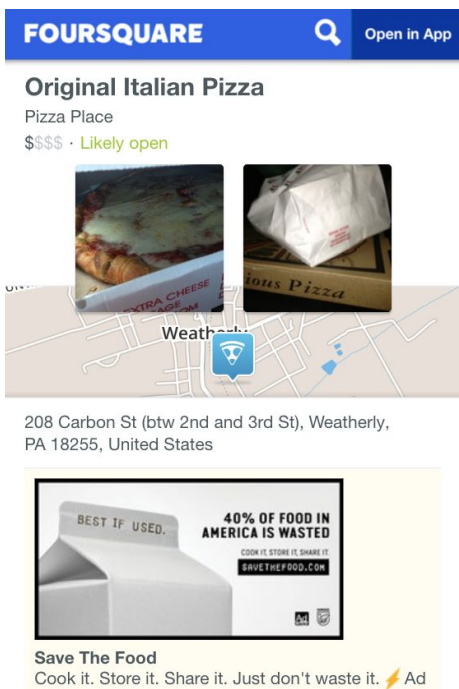 FOURSQUARE
Open in App
Original Italian Pizza
Pizza Place
$$$$ · Likely open
EXTRA CHEESE
ious Pizza
Weatherly
208 Carbon St (btw 2nd and 3rd St), Weatherly,
PA 18255, United States
BEST IF USED.
40% OF FOOD IN
AMERICA IS WASTED
COOK IT, STORE IT, SHARE IT.
SAVETHEFOOD.COM
Ad
Save The Food
Cook it. Store it. Share it. Just don't waste it. ⚡ Ad